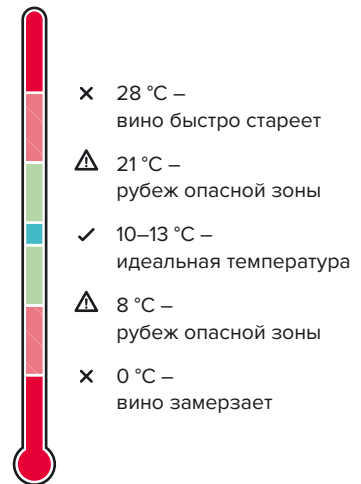 28 °C –
вино быстро стареет
21 °C –
рубеж опасной зоны
10–13 °C –
идеальная температура
8 °C –
рубеж опасной зоны
0 °C –
вино замерзает